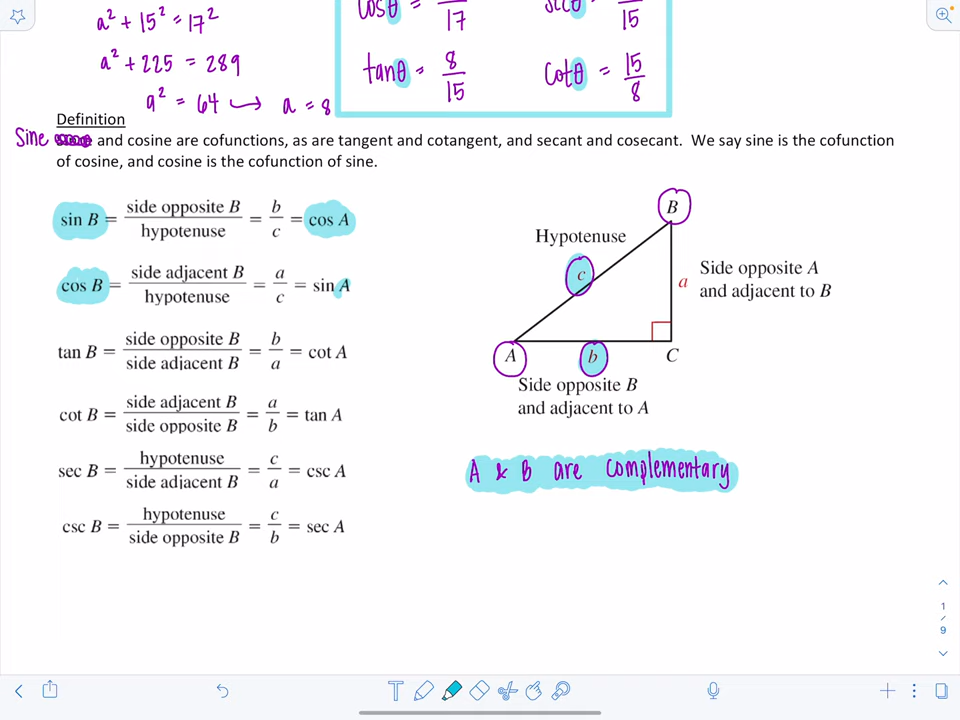 a² + 15² = 17²
cosθ = 17
secθ = 15
a² + 225 = 289
tanθ = 8/15
cotθ = 15/8
a² = 64 → a = 8
Definition
Sine and cosine are cofunctions, as are tangent and cotangent, and secant and cosecant. We say sine is the cofunction
of cosine, and cosine is the cofunction of sine.
sin B = side opposite B / hypotenuse = b/c = cos A
cos B = side adjacent B / hypotenuse = a/c = sin A
tan B = side opposite B / side adjacent B = b/a = cot A
cot B = side adjacent B / side opposite B = a/b = tan A
sec B = hypotenuse / side adjacent B = c/a = csc A
csc B = hypotenuse / side opposite B = c/b = sec A
B
Hypotenuse
c
a
Side opposite A
and adjacent to B
A
b
C
Side opposite B
and adjacent to A
A & B are complementary
1
/
9
T